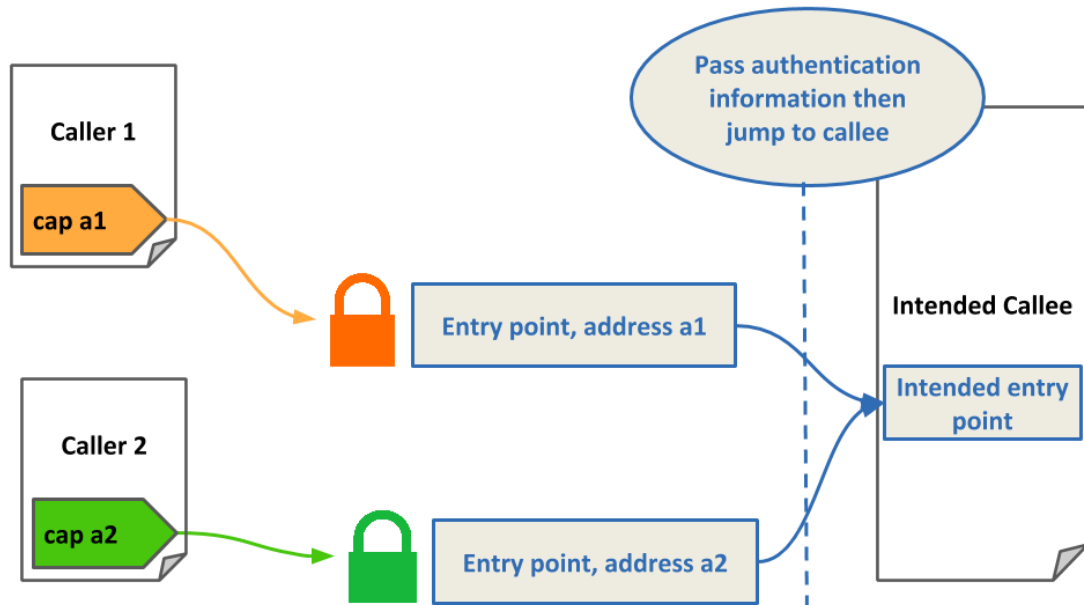 Pass authentication
information then
jump to callee
Caller 1
cap a1
Entry point, address a1
Intended Callee
Intended entry
point
Caller 2
cap a2
Entry point, address a2